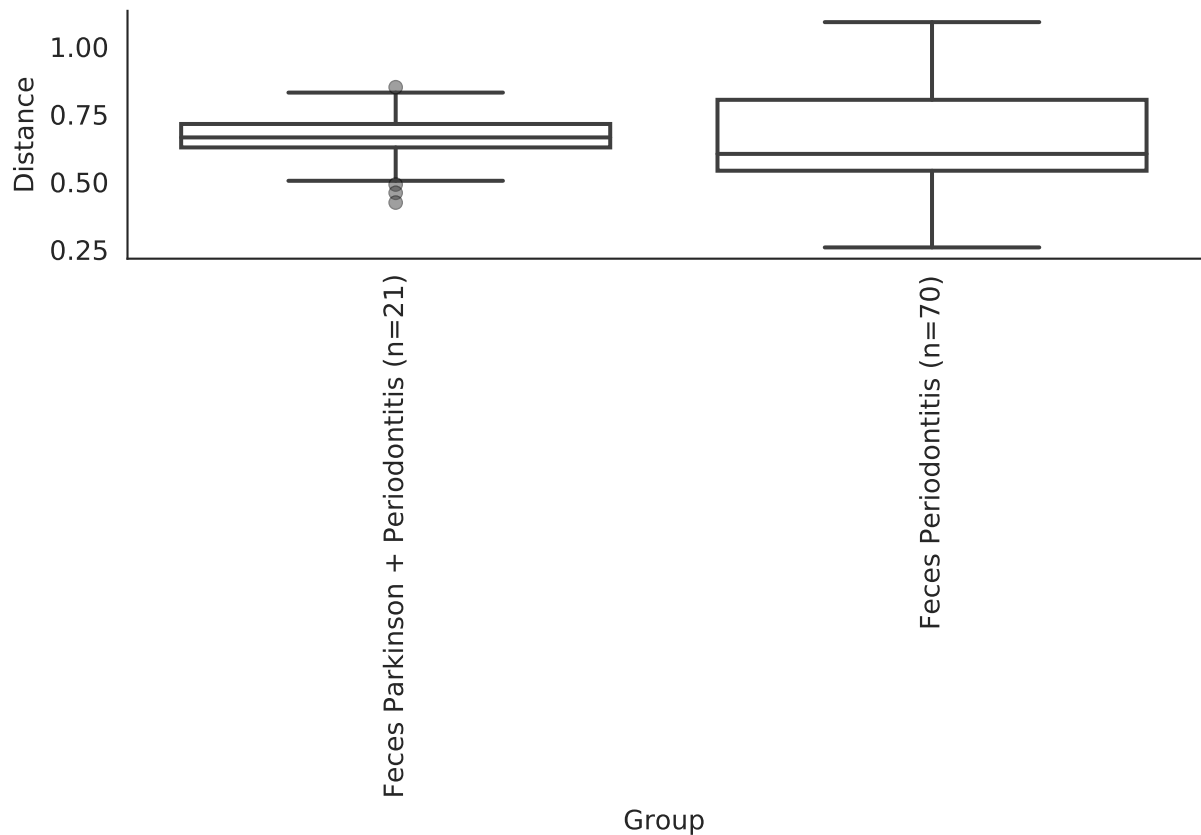 Distance
1.00
0.75
0.50
0.25
Feces Parkinson + Periodontitis (n=21)
Feces Periodontitis (n=70)
Group